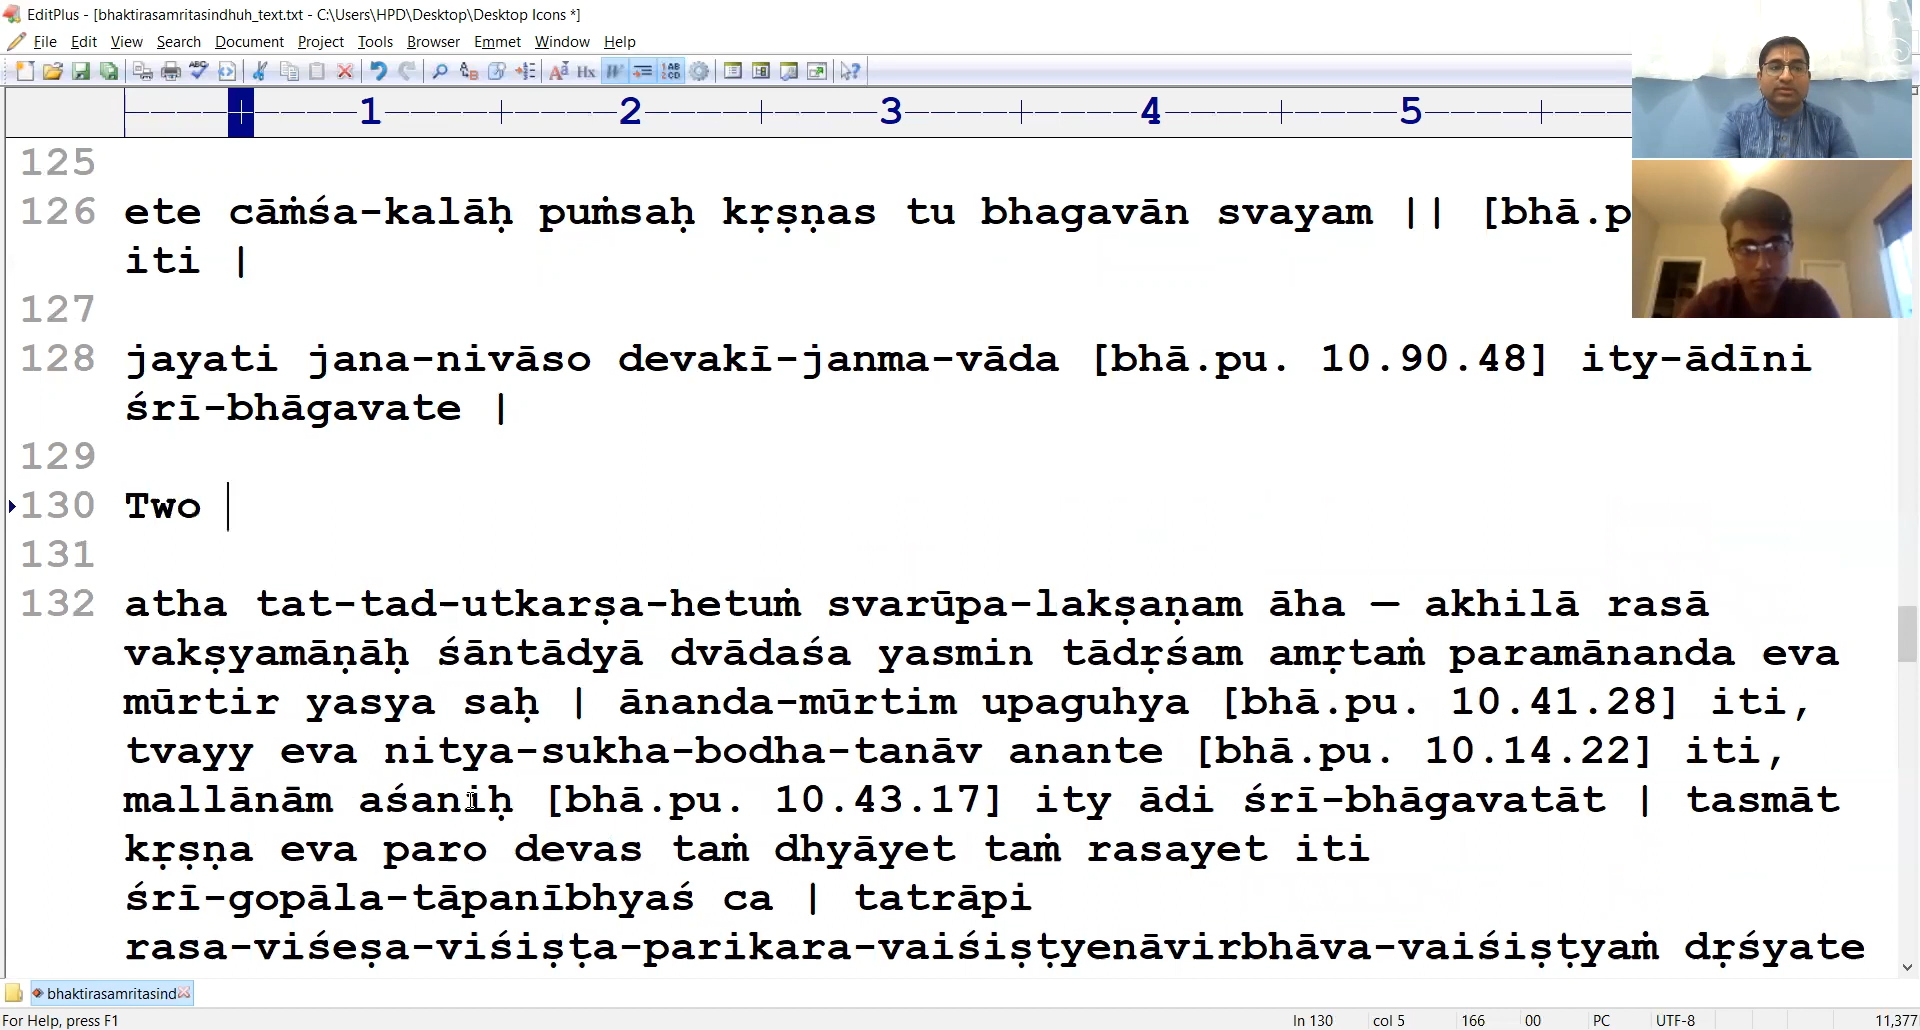 EditPlus - [bhaktirasamritasindhuh_text.txt - C:\Users\HPD\Desktop\Desktop Icons *]
File Edit View Search Document Project Tools Browser Emmet Window Help
1 2 3 4 5
125
126 ete cāṁśa-kalāḥ puṁsaḥ kṛṣṇas tu bhagavān svayam || [bhā.p
iti |
127
128 jayati jana-nivāso devakī-janma-vāda [bhā.pu. 10.90.48] ity-ādīni
śrī-bhāgavate |
129
130 Two
131
132 atha tat-tad-utkarṣa-hetuṁ svarūpa-lakṣaṇam āha — akhilā rasā
vakṣyamāṇāḥ śāntādyā dvādaśa yasmin tādṛśam amṛtaṁ paramānanda eva
mūrtir yasya saḥ | ānanda-mūrtim upaguhya [bhā.pu. 10.41.28] iti,
tvayy eva nitya-sukha-bodha-tanāv anante [bhā.pu. 10.14.22] iti,
mallānām aśaniḥ [bhā.pu. 10.43.17] ity ādi śrī-bhāgavatāt | tasmāt
kṛṣṇa eva paro devas taṁ dhyāyet taṁ rasayet iti
śrī-gopāla-tāpanībhyaś ca | tatrāpi
rasa-viśeṣa-viśiṣṭa-parikara-vaiśiṣṭyenāvirbhāva-vaiśiṣṭyaṁ dṛśyate
bhaktirasamritasind
For Help, press F1 ln 130 col 5 166 00 PC UTF-8 11,377